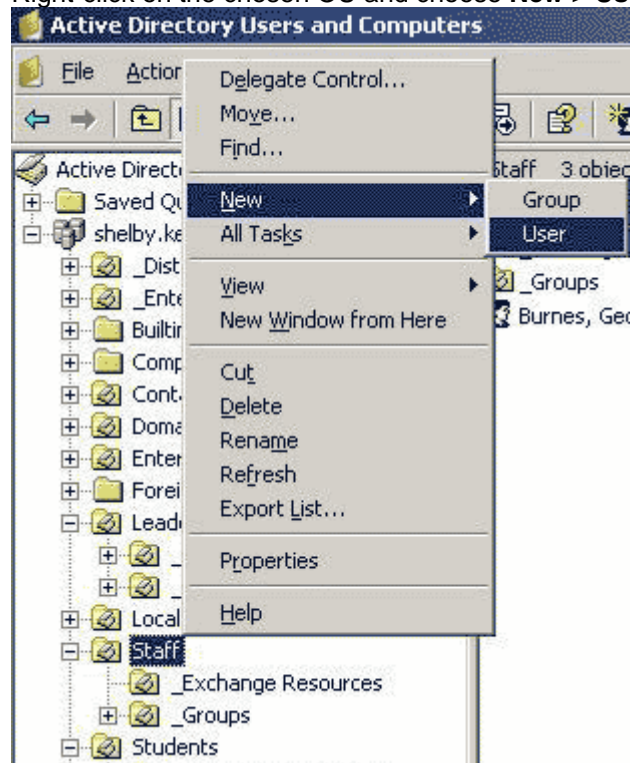 Right-click on the chosen OU and choose New > Us
Active Directory Users and Computers
File Action
Delegate Control...
Move...
Find...
New
All Tasks
View
New Window from Here
Cut
Delete
Rename
Refresh
Export List...
Properties
Help
Group
User
Staff 3 objec
_Groups
Burnes, Geo
Active Directo
Saved Qu
shelby.ke
_Dist
_Ente
Builtin
Comp
Cont
Doma
Enter
Forei
Leade
_
_
Local
Staff
_Exchange Resources
_Groups
Students